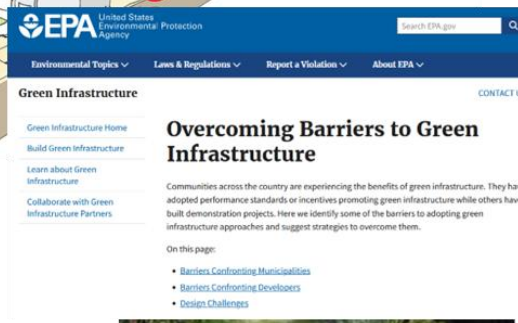 EPA United States
Environmental Protection
Agency
Search EPA.gov
Environmental Topics
Laws & Regulations
Report a Violation
About EPA
Green Infrastructure
CONTACT
Green Infrastructure Home
Build Green Infrastructure
Learn about Green
Infrastructure
Collaborate with Green
Infrastructure Partners
Overcoming Barriers to Green
Infrastructure
Communities across the country are experiencing the benefits of green infrastructure. They
adopted performance standards or incentives promoting green infrastructure while others
built demonstration projects. Here we identify some of the barriers to adopting green
infrastructure approaches and suggest strategies to overcome them.
On this page:
• Barriers Confronting Municipalities
• Barriers Confronting Developers
• Design Challenges